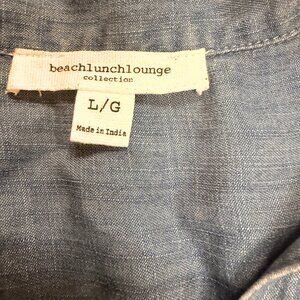 beachlunchlounge
collection
L/G
Made in India